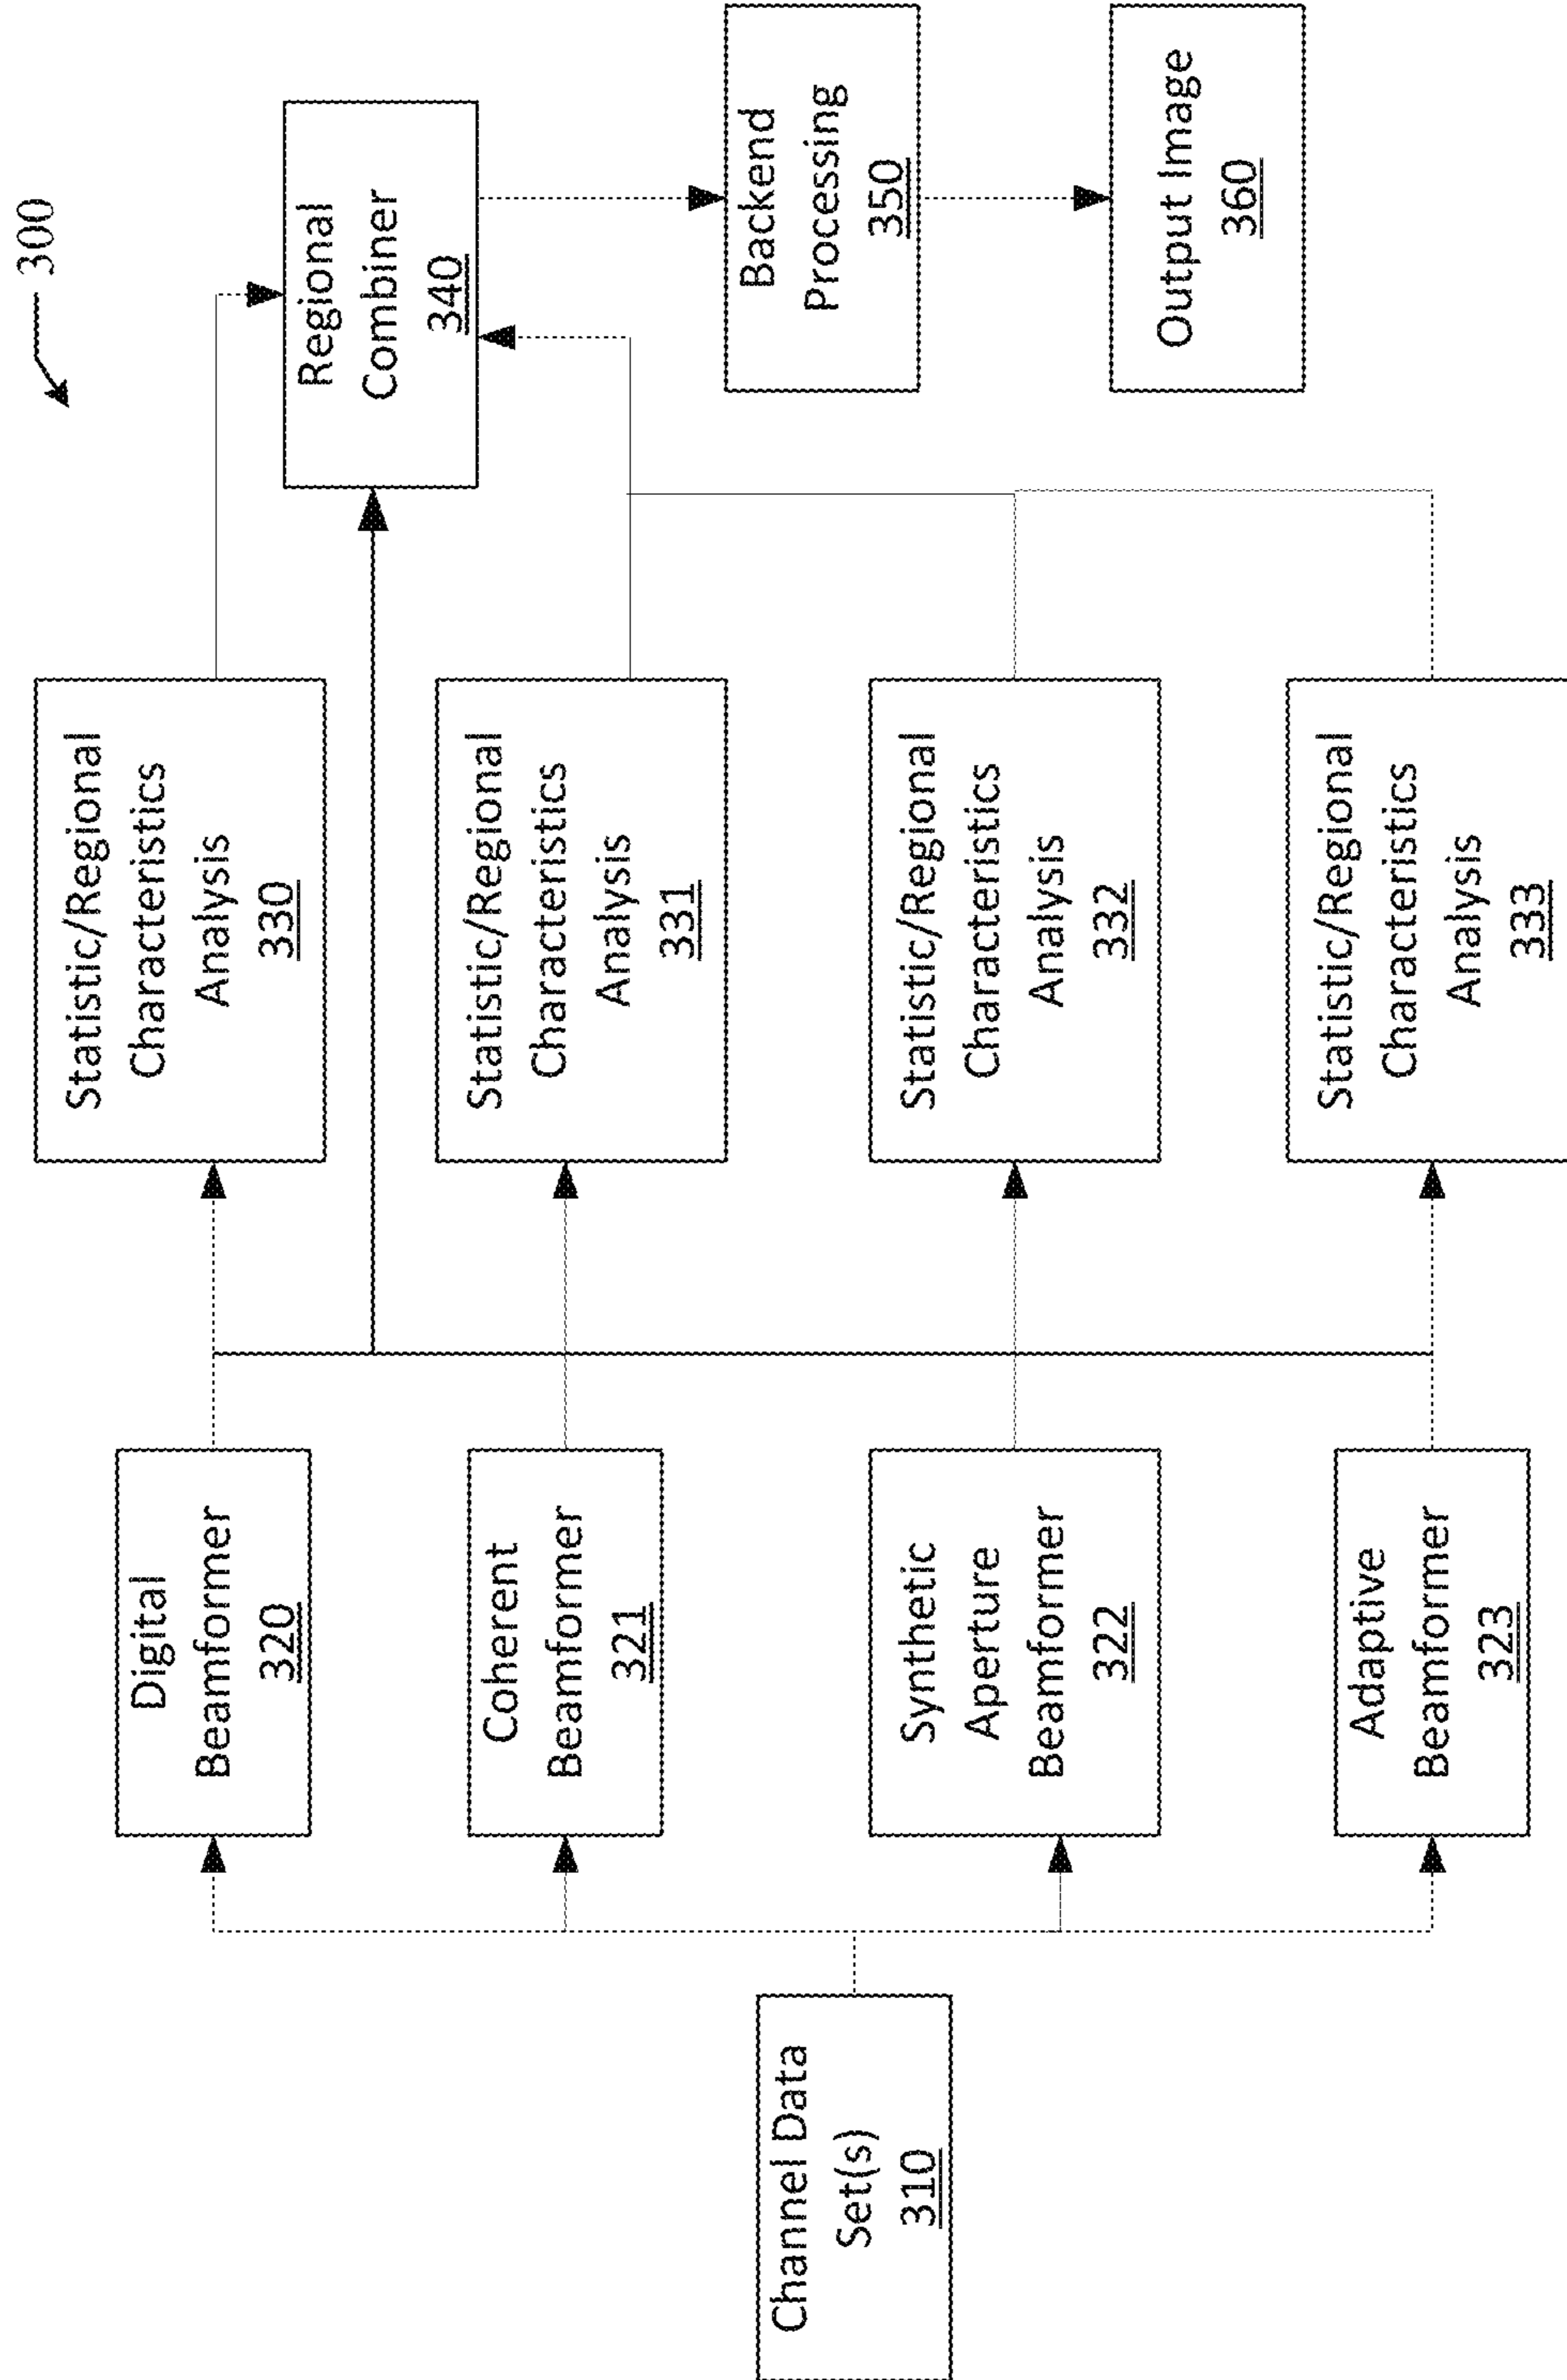 300
Channel Data
Set(s)
310
Digital
Beamformer
320
Coherent
Beamformer
321
Synthetic
Aperture
Beamformer
322
Adaptive
Beamformer
323
Statistic/Regional
Characteristics
Analysis
330
Statistic/Regional
Characteristics
Analysis
331
Statistic/Regional
Characteristics
Analysis
332
Statistic/Regional
Characteristics
Analysis
333
Regional
Combiner
340
Backend
Processing
350
Output Image
360